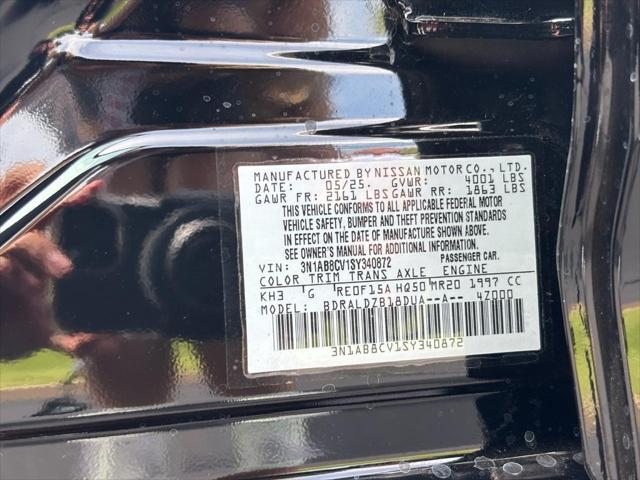 MANUFACTURED BY NISSAN MOTOR CO., LTD.
DATE: 05/25. GVWR: 4001 LBS
GAWR FR: 2161 LBS GAWR RR: 1863 LBS
THIS VEHICLE CONFORMS TO ALL APPLICABLE FEDERAL MOTOR
VEHICLE SAFETY, BUMPER AND THEFT PREVENTION STANDARDS
IN EFFECT ON THE DATE OF MANUFACTURE SHOWN ABOVE.
SEE OWNER'S MANUAL FOR ADDITIONAL INFORMATION.
VIN: 3N1AB8CV1SY340872 PASSENGER CAR.
COLOR TRIM TRANS AXLE ENGINE
KH3 G RE0F15A HQ50 MR20 1997 CC
MODEL: BDRALDZB18DUA--A-- 4Z000
3N1AB8CV1SY340872